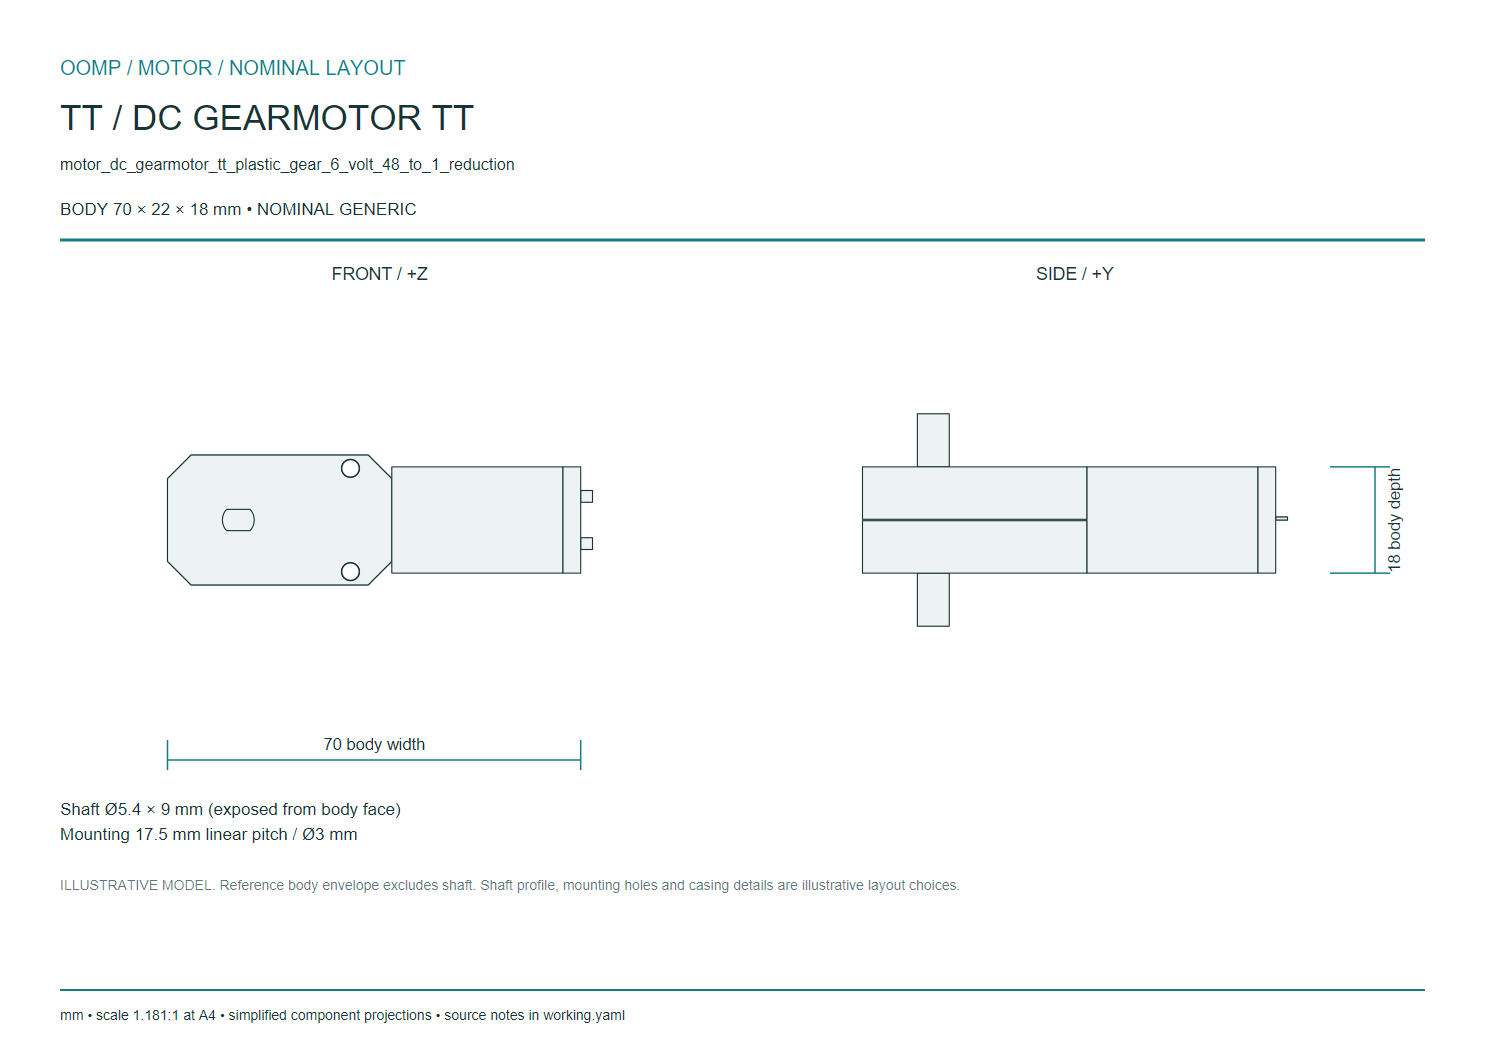 OOMP / MOTOR / NOMINAL LAYOUT
TT / DC GEARMOTOR TT
motor_dc_gearmotor_tt_plastic_gear_6_volt_48_to_1_reduction
BODY 70 × 22 × 18 mm • NOMINAL GENERIC
FRONT / +Z
SIDE / +Y
18 body depth
70 body width
Shaft Ø5.4 × 9 mm (exposed from body face)
Mounting 17.5 mm linear pitch / Ø3 mm
ILLUSTRATIVE MODEL. Reference body envelope excludes shaft. Shaft profile, mounting holes and casing details are illustrative layout choices.
mm • scale 1.181:1 at A4 • simplified component projections • source notes in working.yaml